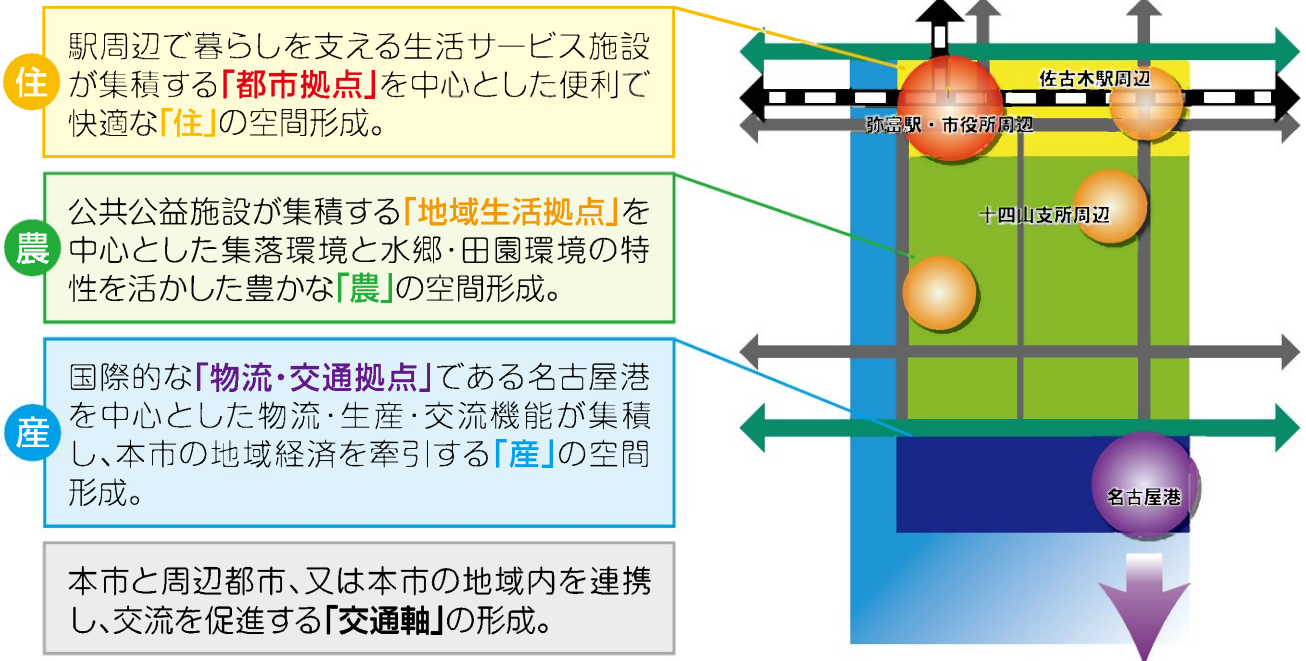 住
駅周辺で暮らしを支える生活サービス施設
が集積する「都市拠点」を中心とした便利で
快適な「住」の空間形成。
農
公共公益施設が集積する「地域生活拠点」を
中心とした集落環境と水郷・田園環境の特
性を活かした豊かな「農」の空間形成。
産
国際的な「物流・交通拠点」である名古屋港
を中心とした物流・生産・交流機能が集積
し、本市の地域経済を牽引する「産」の空間
形成。
本市と周辺都市、又は本市の地域内を連携
し、交流を促進する「交通軸」の形成。
佐古木駅周辺
弥富駅・市役所周辺
十四山支所周辺
名古屋港